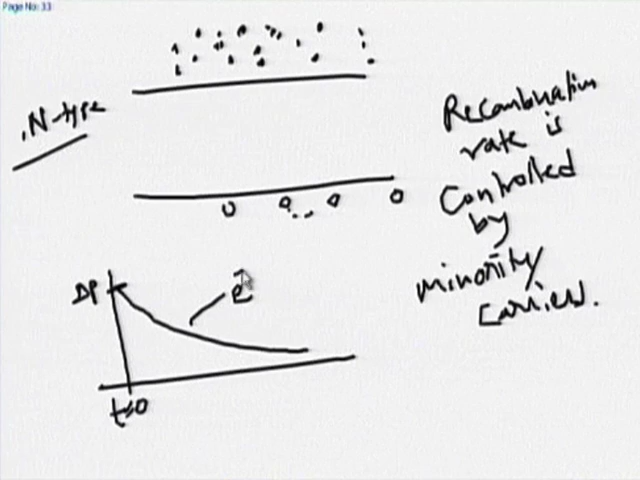 Page No: 33
N-type
Recombination
rate is
Controlled
by
minority
carriers.
ΔP
e
t=0